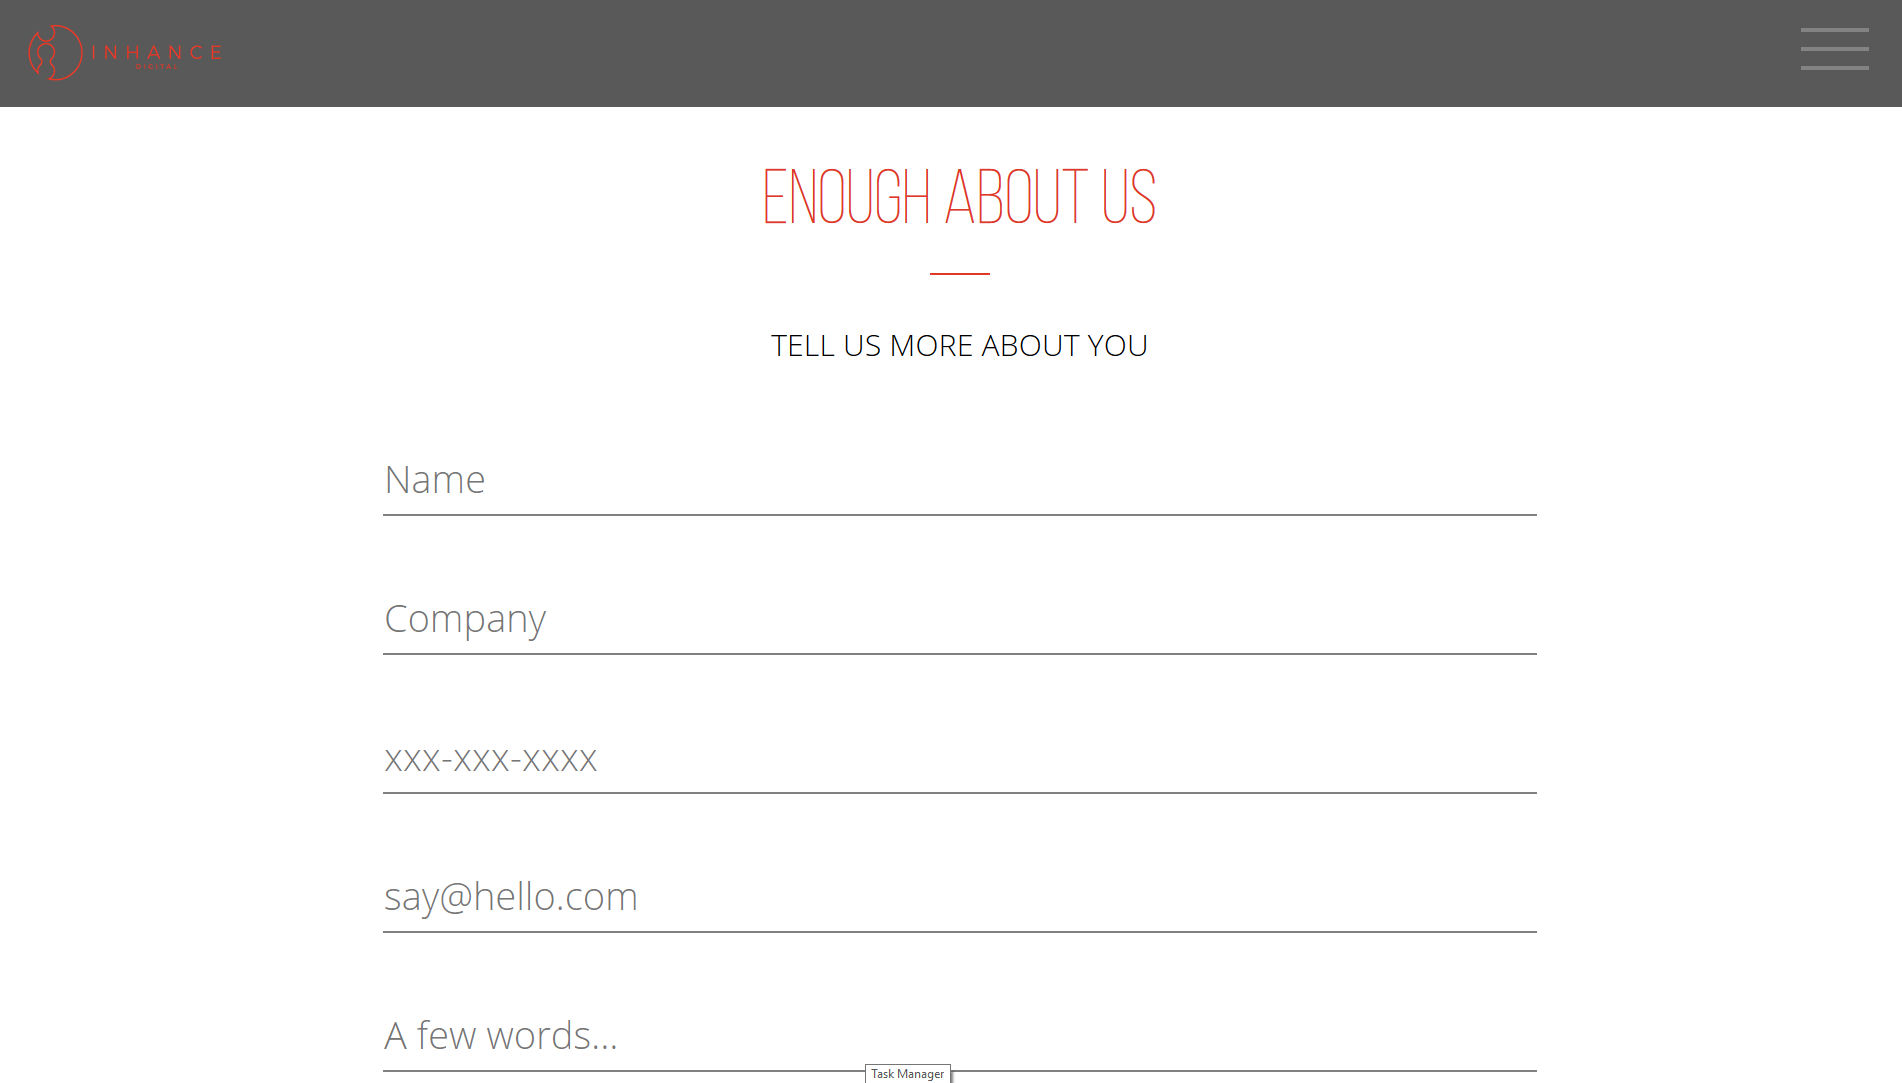 INHANCE
DIGITAL
ENOUGH ABOUT US
TELL US MORE ABOUT YOU
Name
Company
xxx-xxx-xxxx
say@hello.com
A few words...
Task Manager